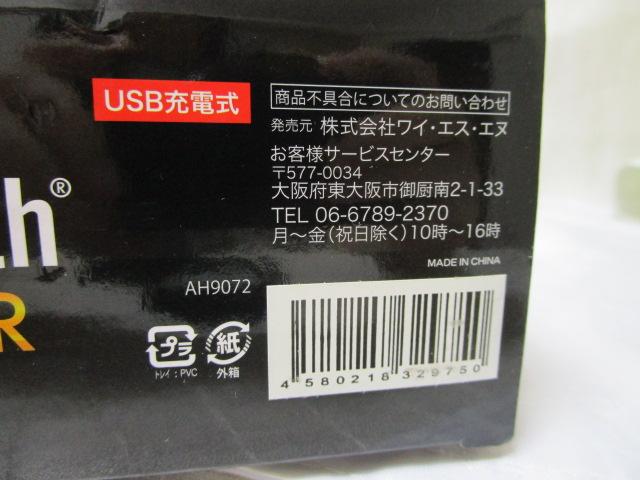 USB充電式
商品不具合についてのお問い合わせ
発売元 株式会社ワイ・エス・エヌ
お客様サービスセンター
〒577-0034
大阪府東大阪市御厨南2-1-33
TEL 06-6789-2370
月～金(祝日除く)10時～16時
MADE IN CHINA
th®
R
AH9072
プラ
トレイ:PVC
紙
外箱
4 580218 329750